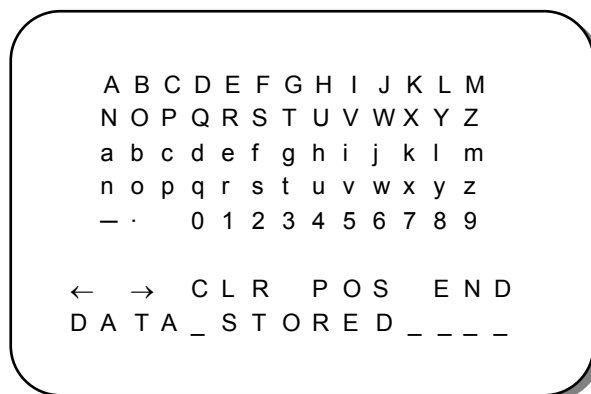 A B C D E F G H I J K L M
N O P Q R S T U V W X Y Z
a b c d e f g h i j k l m
n o p q r s t u v w x y z
— · 0 1 2 3 4 5 6 7 8 9
← → C L R P O S E N D
D A T A _ S T O R E D _ _ _ _